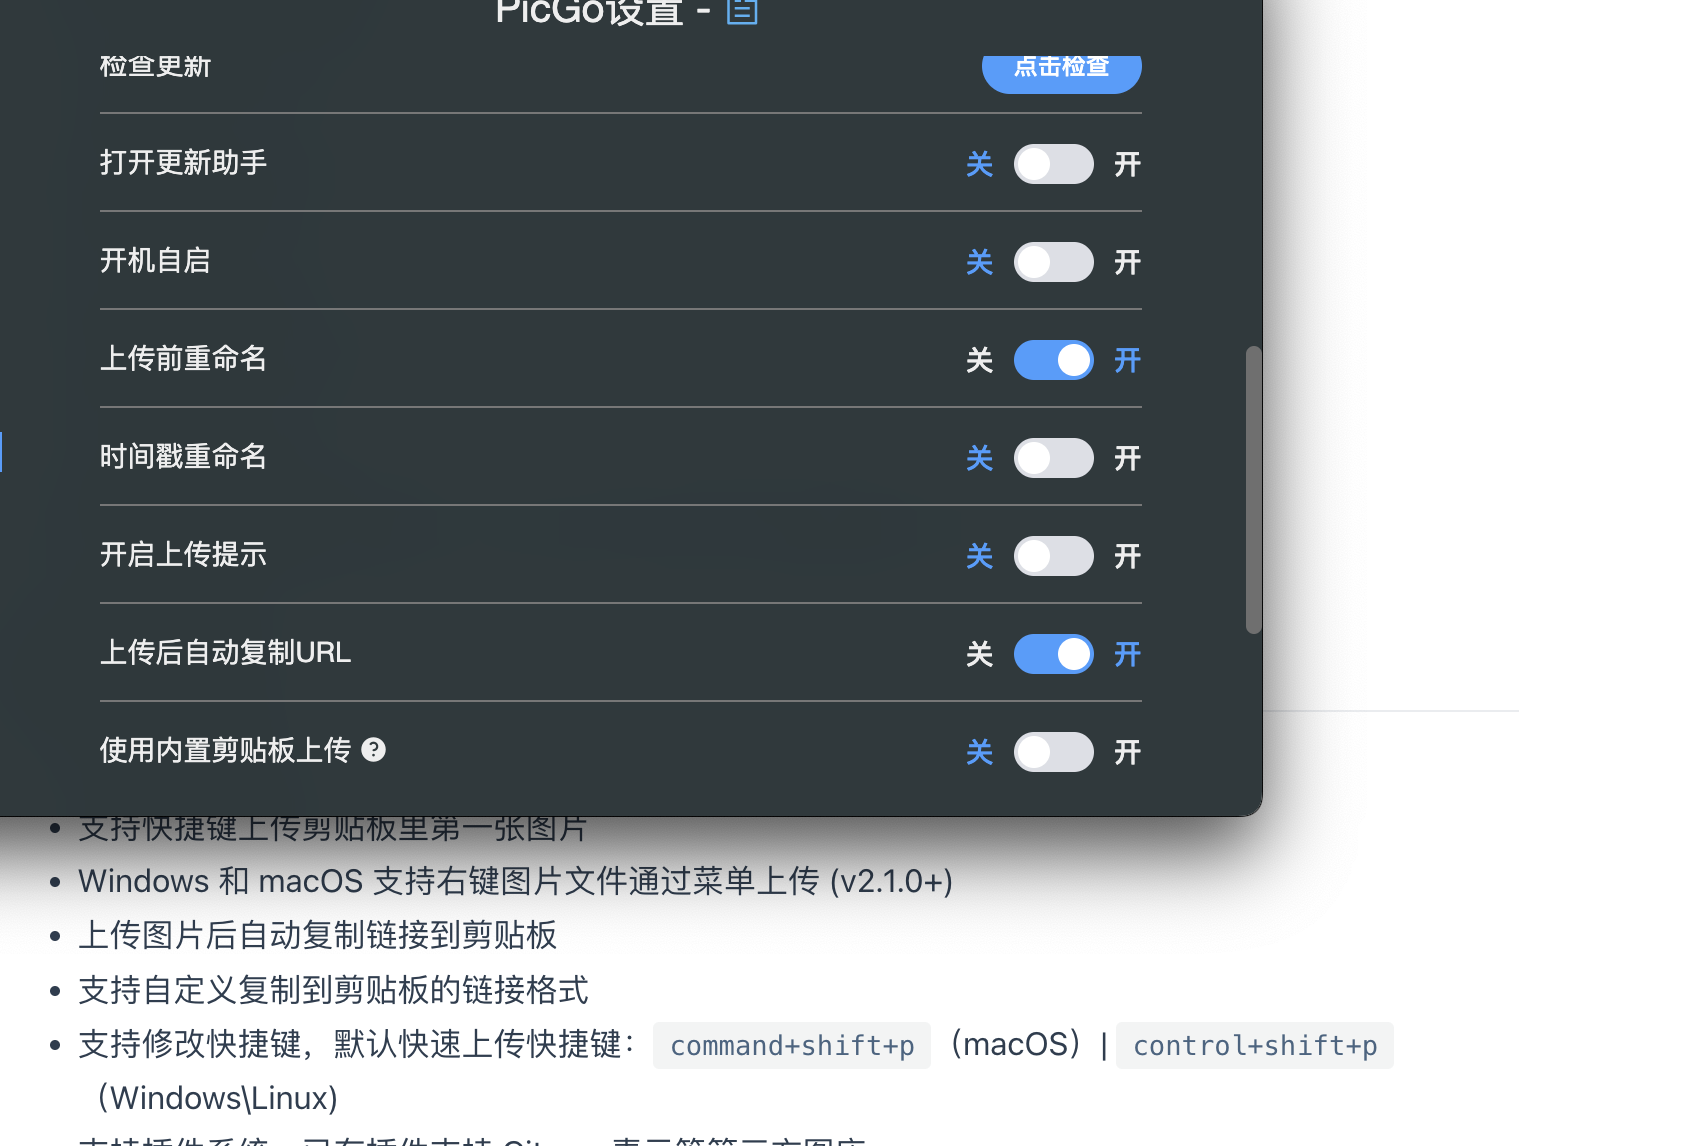 PicGo设置 -
检查更新 点击检查
打开更新助手 关 开
开机自启 关 开
上传前重命名 关 开
时间戳重命名 关 开
开启上传提示 关 开
上传后自动复制URL 关 开
使用内置剪贴板上传 ? 关 开
• 支持快捷键上传剪贴板里第一张图片
• Windows 和 macOS 支持右键图片文件通过菜单上传 (v2.1.0+)
• 上传图片后自动复制链接到剪贴板
• 支持自定义复制到剪贴板的链接格式
• 支持修改快捷键，默认快速上传快捷键： command+shift+p （macOS）| control+shift+p
（Windows\Linux)